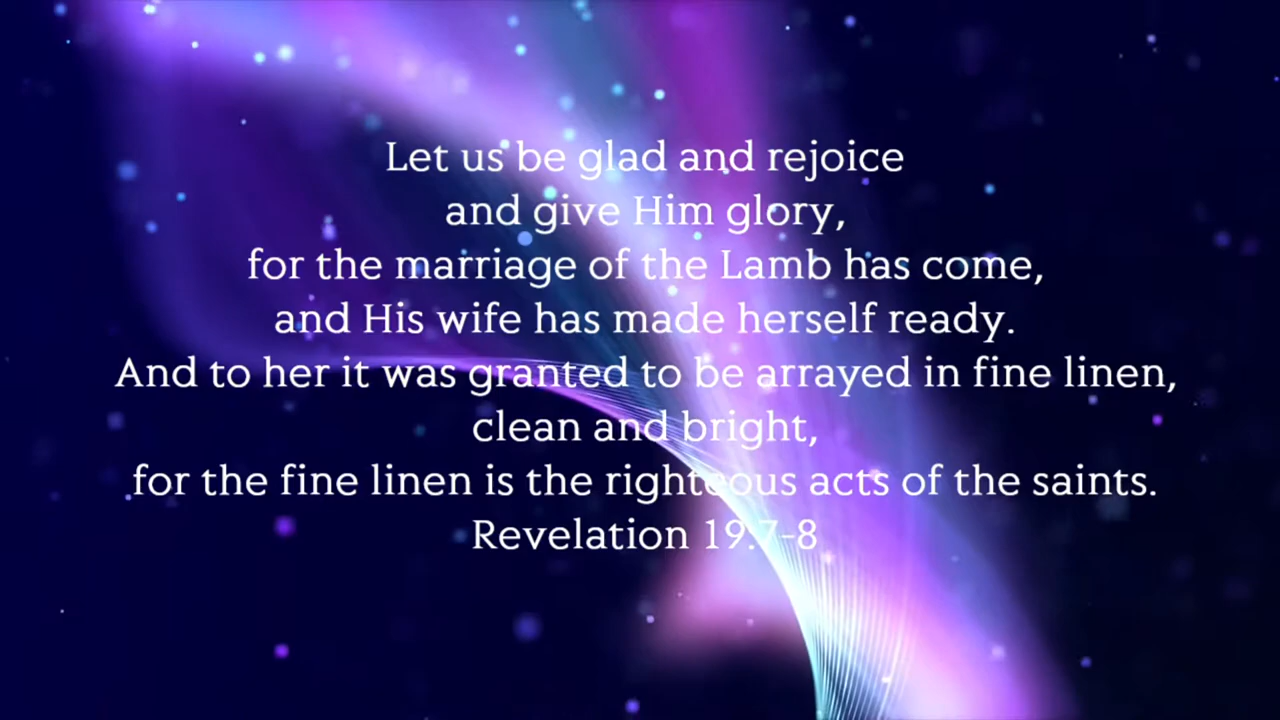 Let us be glad and rejoice
and give Him glory,
for the marriage of the Lamb has come,
and His wife has made herself ready.
And to her it was granted to be arrayed in fine linen,
clean and bright,
for the fine linen is the righteous acts of the saints.
Revelation 19:7-8